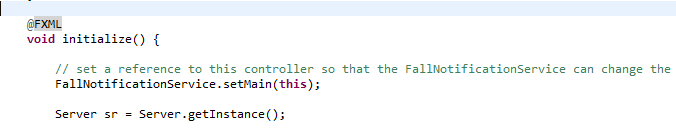 @FXML
void initialize() {
// set a reference to this controller so that the FallNotificationService can change the
FallNotificationService.setMain(this);
Server sr = Server.getInstance();